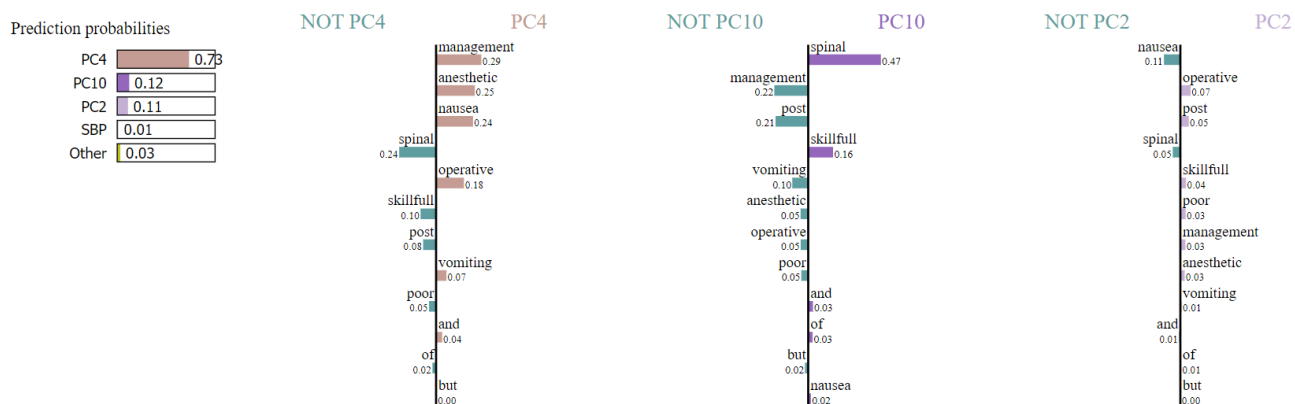 Prediction probabilities
PC4 0.73
PC10 0.12
PC2 0.11
SBP 0.01
Other 0.03
NOT PC4 PC4
management
0.29
anesthetic
0.25
nausea
0.24
spinal
0.24
operative
0.18
skillfull
0.10
post
0.08
vomiting
0.07
poor
0.05
and
0.04
of
0.02
but
0.00
NOT PC10 PC10
spinal
0.47
management
0.22
post
0.21
skillfull
0.16
vomiting
0.10
anesthetic
0.05
operative
0.05
poor
0.05
and
0.03
of
0.03
but
0.02
nausea
0.02
NOT PC2 PC2
nausea
0.11
operative
0.07
post
0.05
spinal
0.05
skillfull
0.04
poor
0.03
management
0.03
anesthetic
0.03
vomiting
0.01
and
0.01
of
0.01
but
0.00